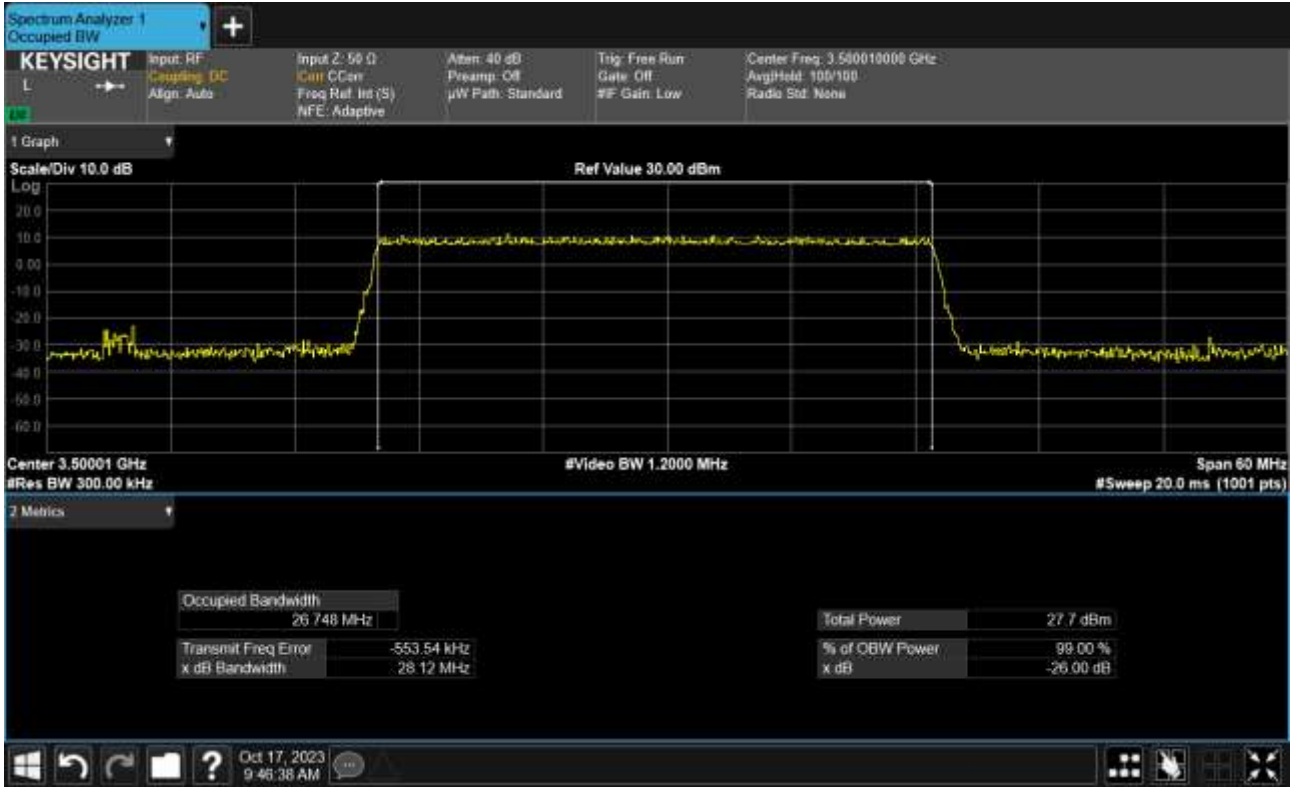 Spectrum Analyzer 1
Occupied BW
+
KEYSIGHT
L
Input: RF
Coupling: DC
Align: Auto
Input Z: 50 Ω
Corr CCorr
Freq Ref: Int (S)
NFE: Adaptive
Atten: 40 dB
Preamp: Off
µW Path: Standard
Trig: Free Run
Gate: Off
#IF Gain: Low
Center Freq: 3.500010000 GHz
Avg|Hold: 100/100
Radio Std: None
1 Graph
Scale/Div 10.0 dB
Ref Value 30.00 dBm
Log
20.0
10.0
0.00
-10.0
-20.0
-30.0
-40.0
-50.0
-60.0
Center 3.50001 GHz
#Video BW 1.2000 MHz
Span 60 MHz
#Res BW 300.00 kHz
#Sweep 20.0 ms (1001 pts)
2 Metrics
Occupied Bandwidth
26.748 MHz
Total Power 27.7 dBm
Transmit Freq Error -553.54 kHz
% of OBW Power 99.00 %
x dB Bandwidth 28.12 MHz
x dB -26.00 dB
?
Oct 17, 2023
9:46:38 AM